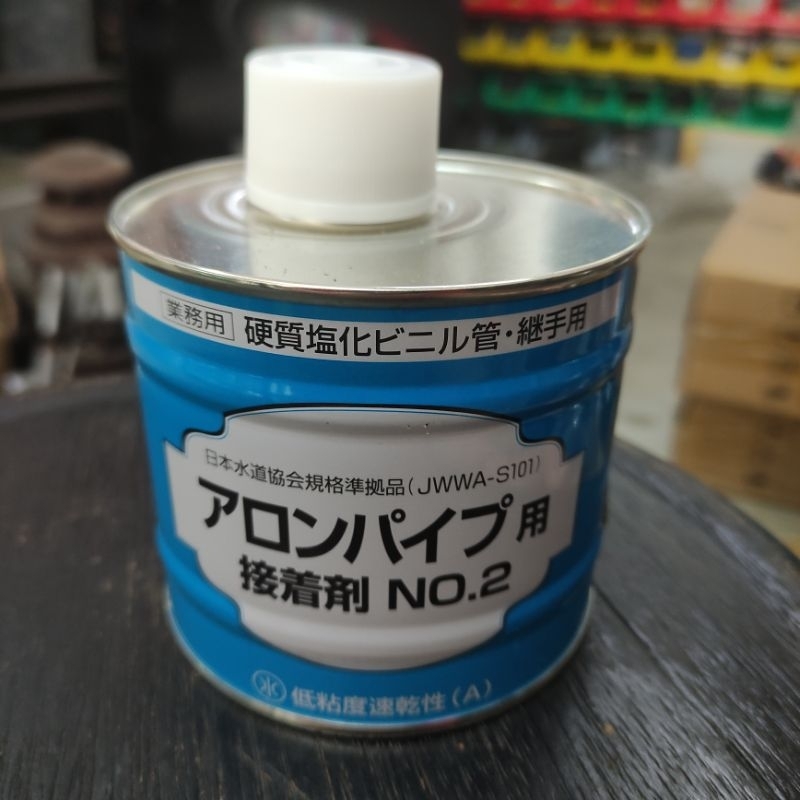 業務用 硬質塩化ビニル管・継手用
日本水道協会規格準拠品(JWWA-S101)
アロンパイプ用
接着剤 NO.2
水 低粘度速乾性(A)